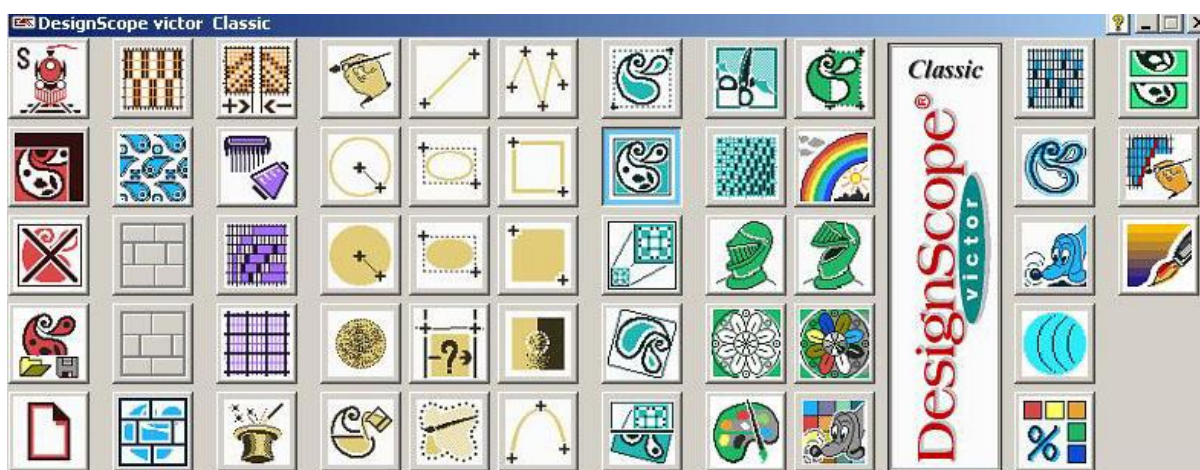 DesignScope victor Classic
S
Classic
DesignScope®
victor
-?→
%